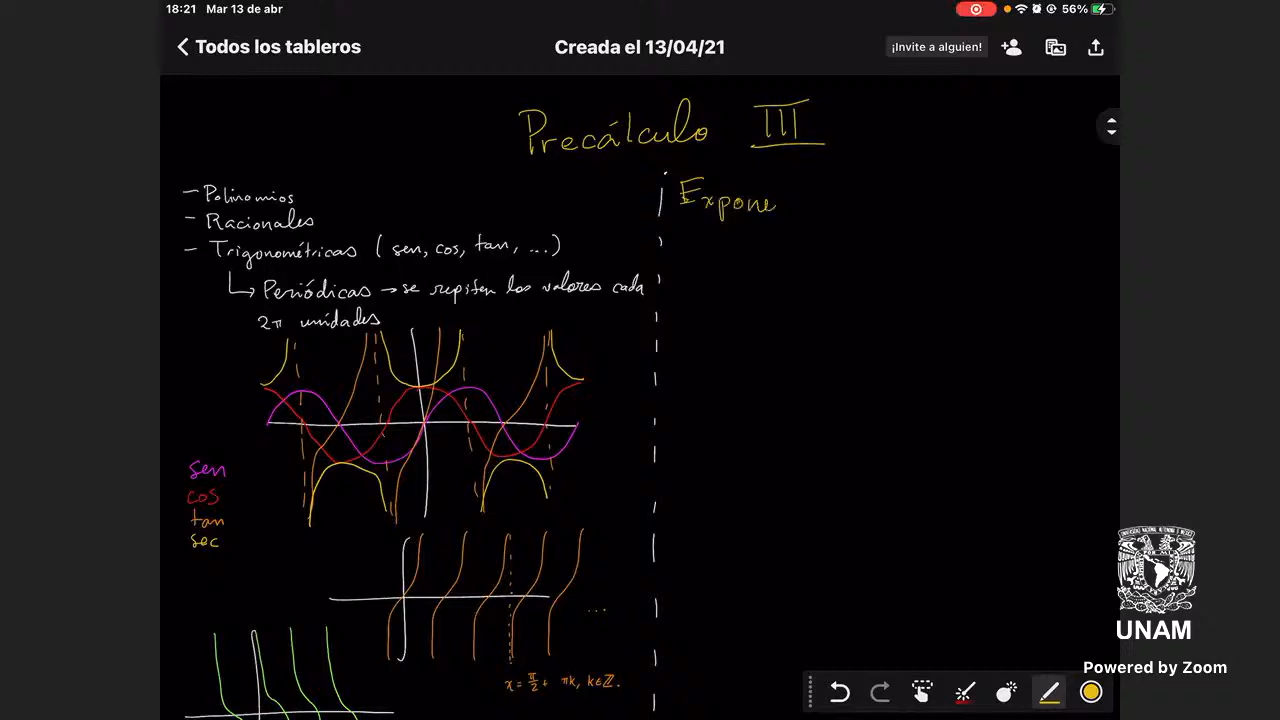 18:21 Mar 13 de abr 56%
Todos los tableros
Creada el 13/04/21
¡Invite a alguien!
Precálculo III
- Polinomios
- Racionales
- Trigonométricas (sen, cos, tan, ...)
↳ Periódicas → se repiten los valores cada
2π unidades
sen
cos
tan
sec
...
x = π/2 + πk, k∈ℤ.
Expone
UNAM
Powered by Zoom